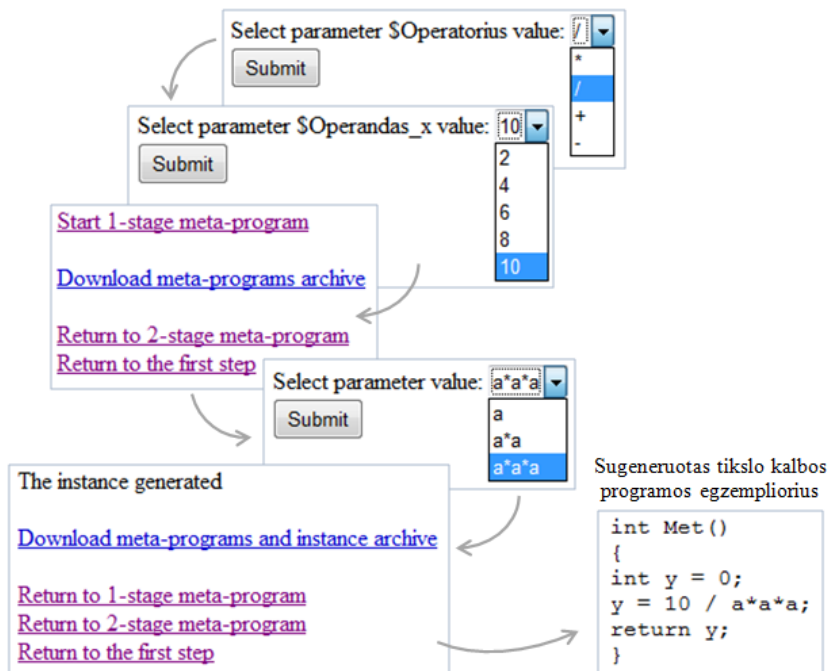 Select parameter $Operatorius value: /
Submit
*
/
+
-
Select parameter $Operandas_x value: 10
Submit
2
4
6
8
10
Start 1-stage meta-program
Download meta-programs archive
Return to 2-stage meta-program
Return to the first step
Select parameter value: a*a*a
Submit
a
a*a
a*a*a
The instance generated
Download meta-programs and instance archive
Return to 1-stage meta-program
Return to 2-stage meta-program
Return to the first step
Sugeneruotas tikslo kalbos
programos egzempliorius
int Met()
{
int y = 0;
y = 10 / a*a*a;
return y;
}